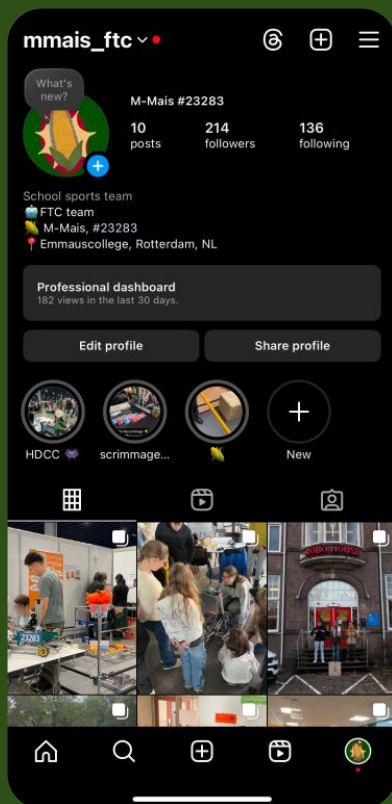 mmais_ftc
What's
new?
M-Mais #23283
10
posts
214
followers
136
following
School sports team
FTC team
M-Mais, #23283
Emmauscollege, Rotterdam, NL
Professional dashboard
182 views in the last 30 days.
Edit profile
Share profile
HDCC
scrimmage...
New
23283